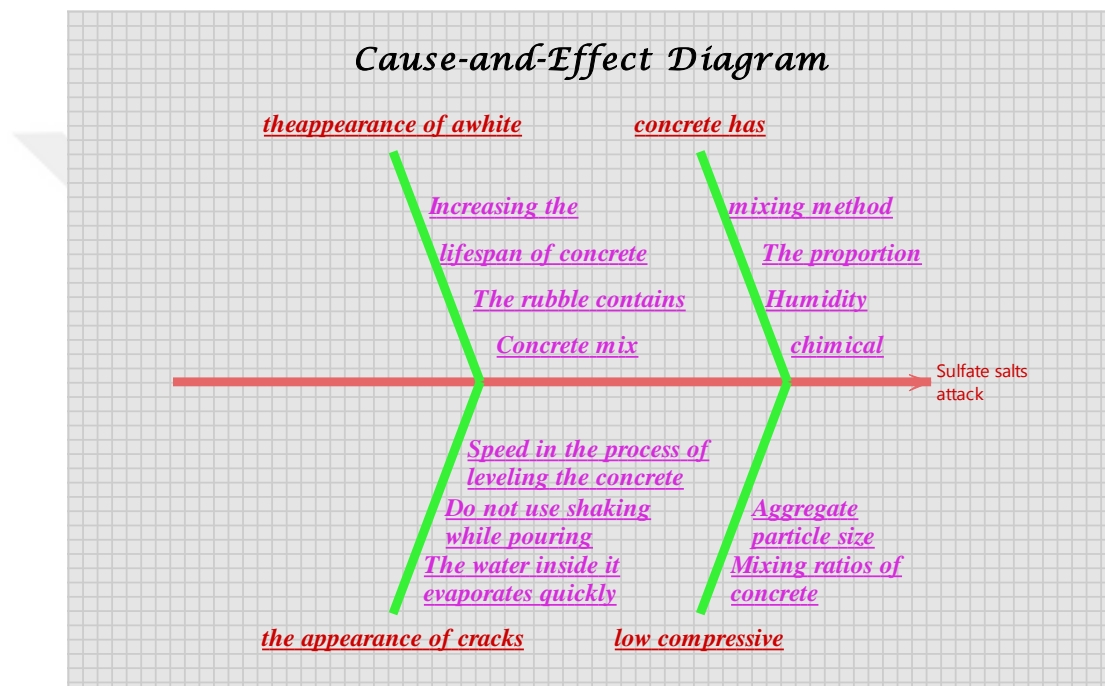 Cause-and-Effect Diagram
theappearance of awhite
concrete has
Increasing the
lifespan of concrete
The rubble contains
Concrete mix
mixing method
The proportion
Humidity
chimical
Sulfate salts
attack
Speed in the process of
leveling the concrete
Do not use shaking
while pouring
The water inside it
evaporates quickly
Aggregate
particle size
Mixing ratios of
concrete
the appearance of cracks
low compressive